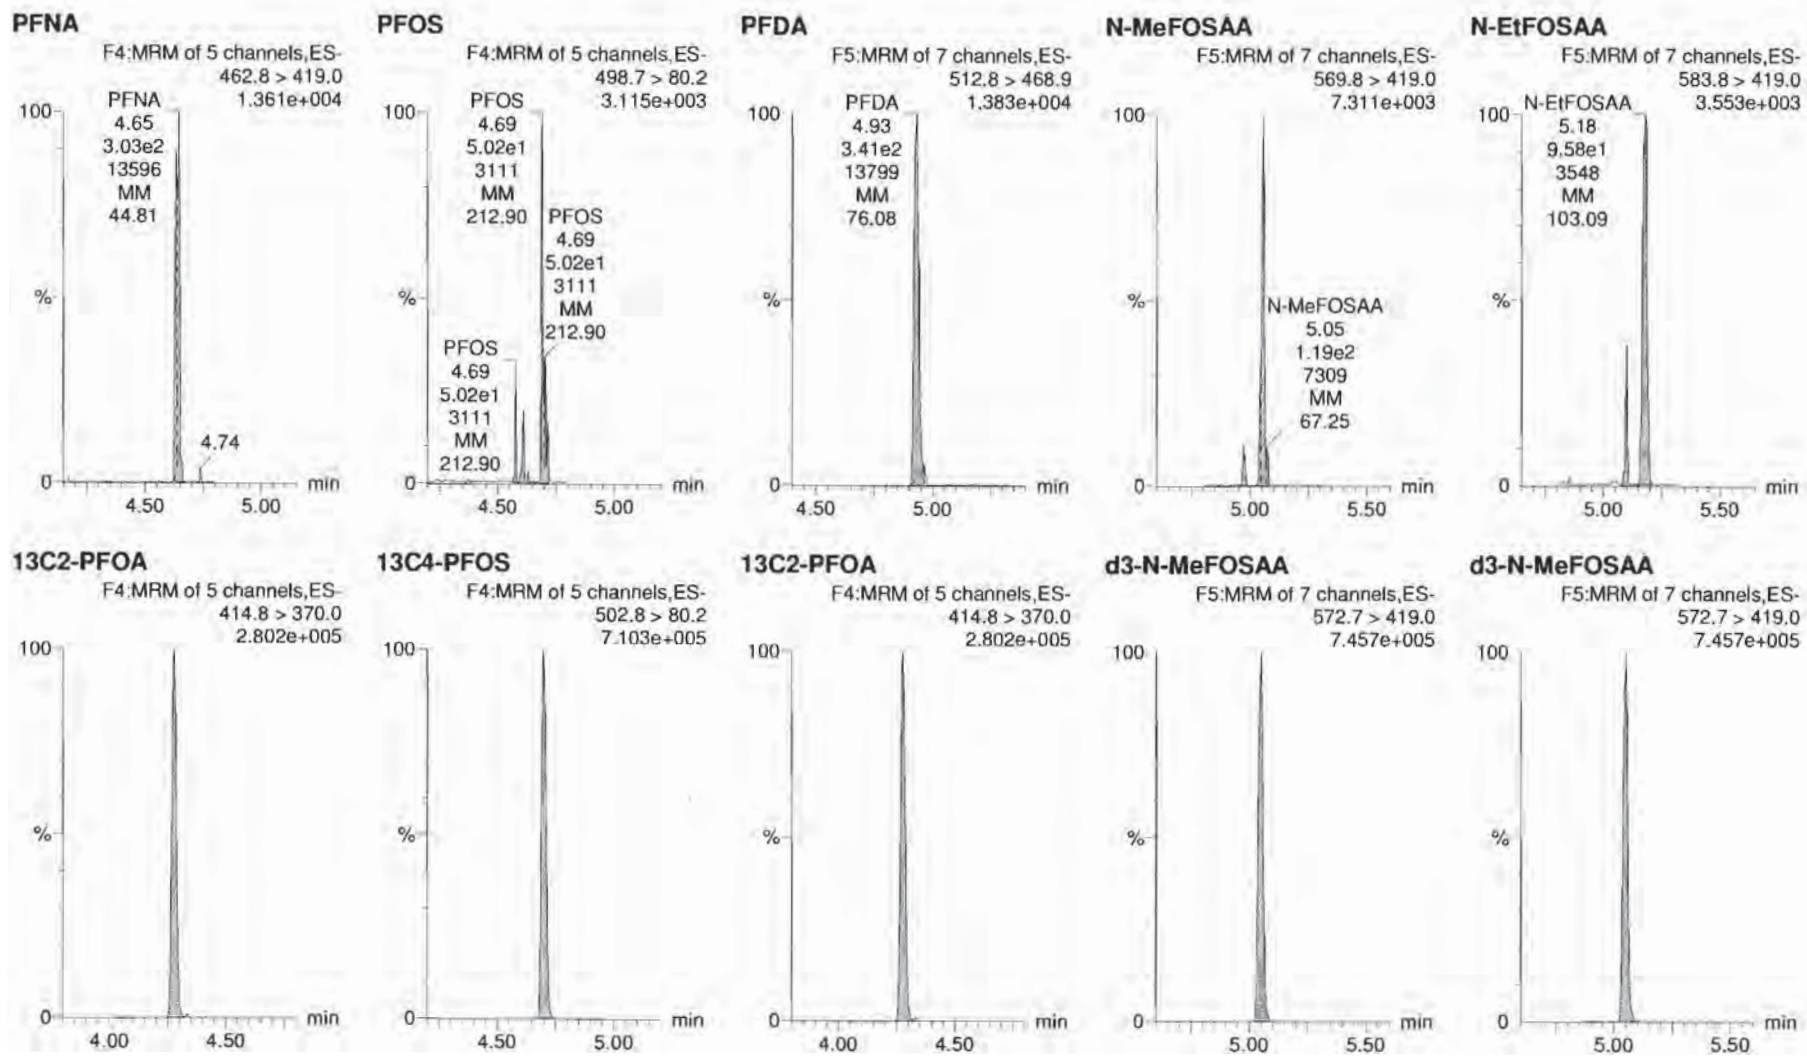 PFNA
F4:MRM of 5 channels,ES-
462.8 > 419.0
1.361e+004
100
PFNA
4.65
3.03e2
13596
MM
44.81
%
4.74
0
min
4.50
5.00
PFOS
F4:MRM of 5 channels,ES-
498.7 > 80.2
3.115e+003
100
PFOS
4.69
5.02e1
3111
MM
212.90
PFOS
4.69
5.02e1
3111
MM
212.90
%
PFOS
4.69
5.02e1
3111
MM
212.90
0
min
4.50
5.00
PFDA
F5:MRM of 7 channels,ES-
512.8 > 468.9
1.383e+004
100
PFDA
4.93
3.41e2
13799
MM
76.08
%
0
min
4.50
5.00
N-MeFOSAA
F5:MRM of 7 channels,ES-
569.8 > 419.0
7.311e+003
100
%
N-MeFOSAA
5.05
1.19e2
7309
MM
67.25
0
min
5.00
5.50
N-EtFOSAA
F5:MRM of 7 channels,ES-
583.8 > 419.0
3.553e+003
N-EtFOSAA
100
5.18
9.58e1
3548
MM
103.09
%
0
min
5.00
5.50
13C2-PFOA
F4:MRM of 5 channels,ES-
414.8 > 370.0
2.802e+005
100
%
0
min
4.00
4.50
13C4-PFOS
F4:MRM of 5 channels,ES-
502.8 > 80.2
7.103e+005
100
%
0
min
4.50
5.00
13C2-PFOA
F4:MRM of 5 channels,ES-
414.8 > 370.0
2.802e+005
100
%
0
min
4.00
4.50
d3-N-MeFOSAA
F5:MRM of 7 channels,ES-
572.7 > 419.0
7.457e+005
100
%
0
min
5.00
5.50
d3-N-MeFOSAA
F5:MRM of 7 channels,ES-
572.7 > 419.0
7.457e+005
100
%
0
min
5.00
5.50